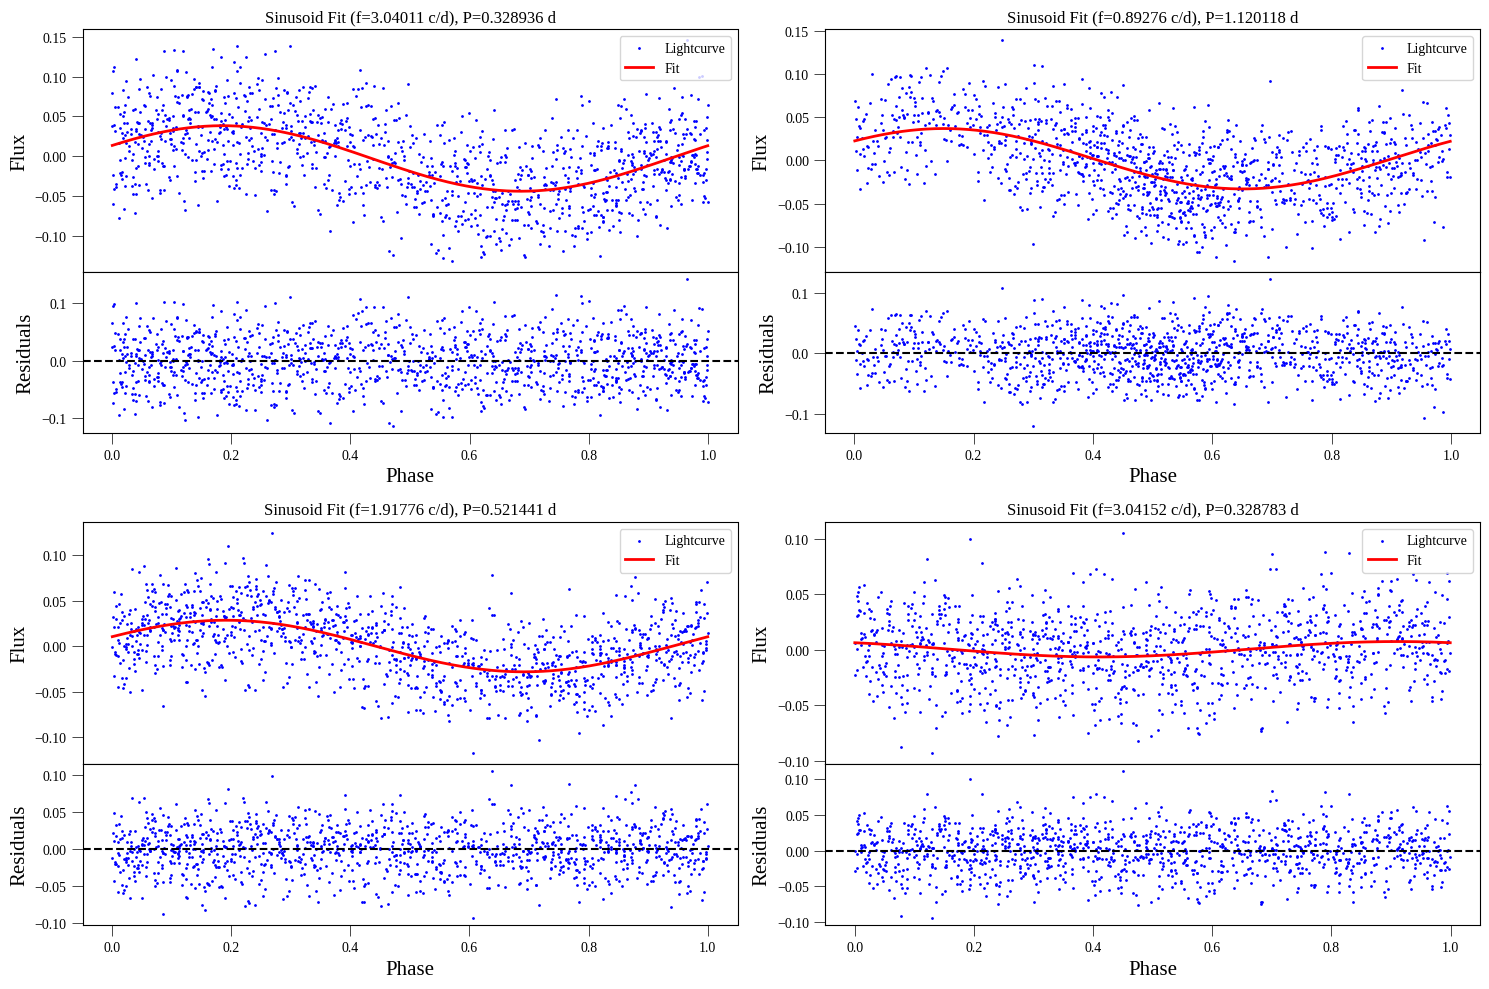 Sinusoid Fit (f=3.04011 c/d), P=0.328936 d
0.15
0.10
0.05
0.00
−0.05
−0.10
Flux
Lightcurve
Fit
0.1
0.0
−0.1
Residuals
0.0 0.2 0.4 0.6 0.8 1.0
Phase
Sinusoid Fit (f=0.89276 c/d), P=1.120118 d
0.15
0.10
0.05
0.00
−0.05
−0.10
Flux
Lightcurve
Fit
0.1
0.0
−0.1
Residuals
0.0 0.2 0.4 0.6 0.8 1.0
Phase
Sinusoid Fit (f=1.91776 c/d), P=0.521441 d
0.10
0.05
0.00
−0.05
−0.10
Flux
Lightcurve
Fit
0.10
0.05
0.00
−0.05
−0.10
Residuals
0.0 0.2 0.4 0.6 0.8 1.0
Phase
Sinusoid Fit (f=3.04152 c/d), P=0.328783 d
0.10
0.05
0.00
−0.05
−0.10
Flux
Lightcurve
Fit
0.10
0.05
0.00
−0.05
−0.10
Residuals
0.0 0.2 0.4 0.6 0.8 1.0
Phase